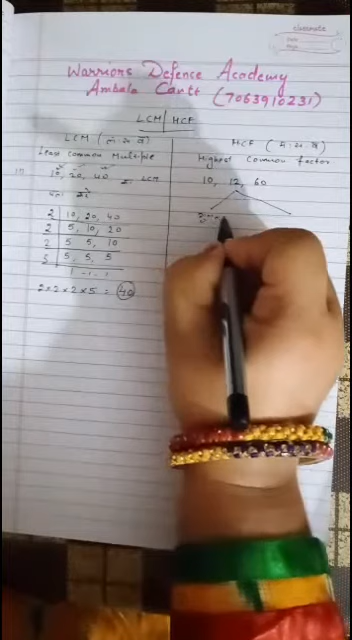 classmate
Date
Page
Warriors Defence Academy
Ambala Cantt (7063910231)
LCM | HCF
LCM (ल. स. व)
Least common Multiple
10, 20, 40 = LCM
2 | 10, 20, 40
2 | 5, 10, 20
2 | 5 5, 10
5 | 5, 5, 5
1 1 1
2×2×2×5 = 40
HCF (म. स. व)
Highest Common factor
10, 12, 60